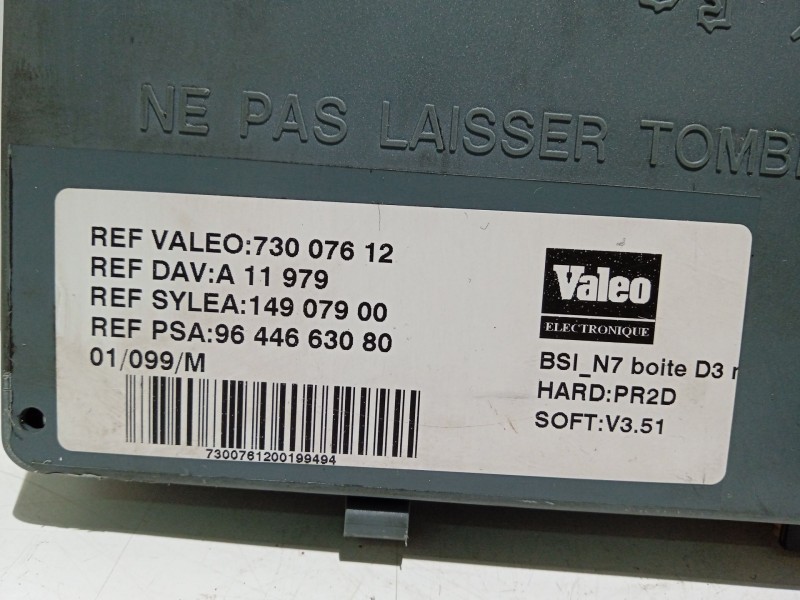 NE PAS LAISSER TOMB
REF VALEO:730 076 12
REF DAV:A 11 979
REF SYLEA:149 079 00
REF PSA:96 446 630 80
01/099/M
7300761200199494
Valeo
ELECTRONIQUE
BSI_N7 boite D3
HARD:PR2D
SOFT:V3.51